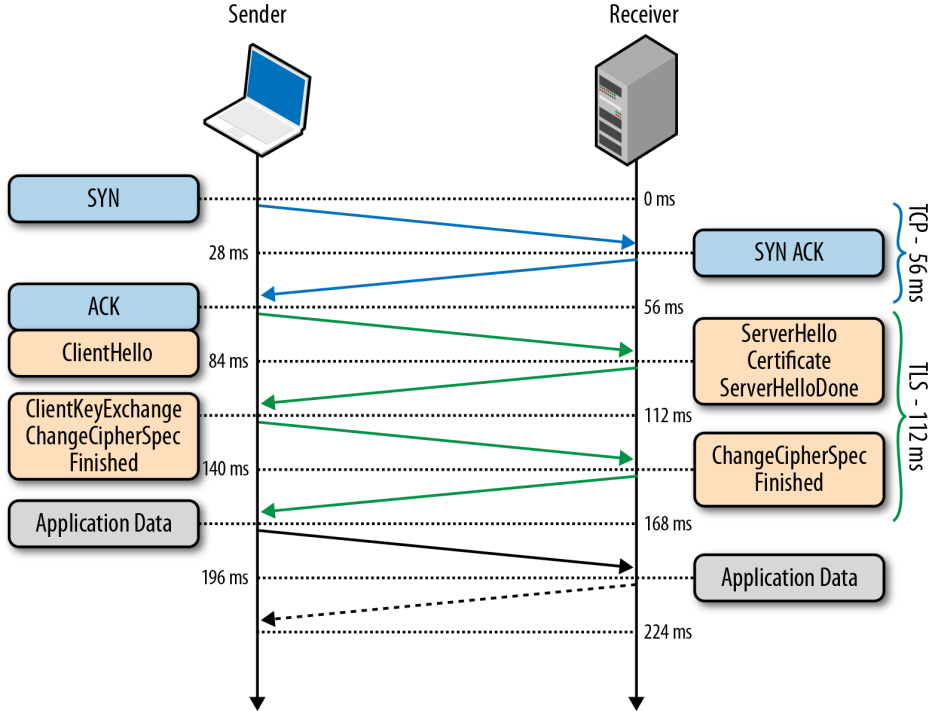 Sender
Receiver
SYN
0 ms
28 ms
SYN ACK
TCP - 56 ms
ACK
56 ms
ClientHello
84 ms
ServerHello
Certificate
ServerHelloDone
TLS - 112 ms
ClientKeyExchange
ChangeCipherSpec
Finished
112 ms
140 ms
ChangeCipherSpec
Finished
Application Data
168 ms
196 ms
Application Data
224 ms